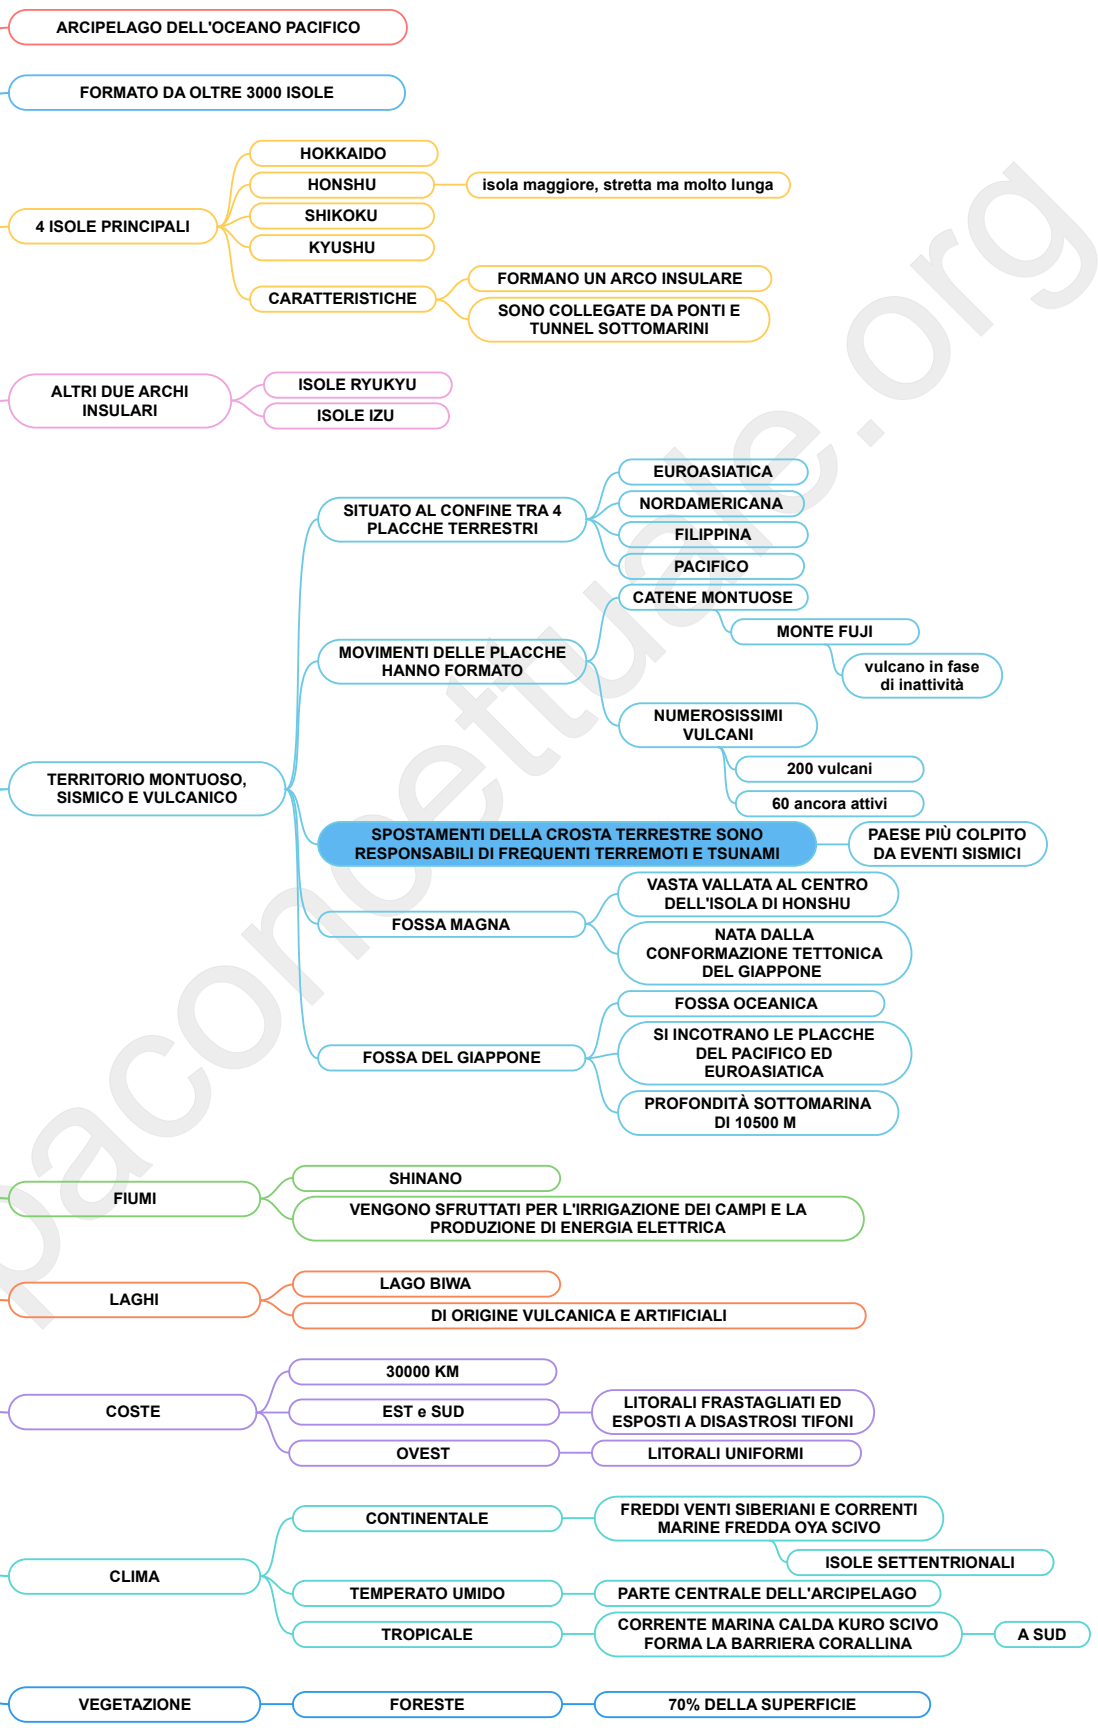 ARCIPELAGO DELL'OCEANO PACIFICO
FORMATO DA OLTRE 3000 ISOLE
4 ISOLE PRINCIPALI
HOKKAIDO
HONSHU
isola maggiore, stretta ma molto lunga
SHIKOKU
KYUSHU
CARATTERISTICHE
FORMANO UN ARCO INSULARE
SONO COLLEGATE DA PONTI E
TUNNEL SOTTOMARINI
ALTRI DUE ARCHI
INSULARI
ISOLE RYUKYU
ISOLE IZU
TERRITORIO MONTUOSO,
SISMICO E VULCANICO
SITUATO AL CONFINE TRA 4
PLACCHE TERRESTRI
EUROASIATICA
NORDAMERICANA
FILIPPINA
PACIFICO
MOVIMENTI DELLE PLACCHE
HANNO FORMATO
CATENE MONTUOSE
MONTE FUJI
vulcano in fase
di inattività
NUMEROSISSIMI
VULCANI
200 vulcani
60 ancora attivi
SPOSTAMENTI DELLA CROSTA TERRESTRE SONO
RESPONSABILI DI FREQUENTI TERREMOTI E TSUNAMI
PAESE PIÙ COLPITO
DA EVENTI SISMICI
FOSSA MAGNA
VASTA VALLATA AL CENTRO
DELL'ISOLA DI HONSHU
NATA DALLA
CONFORMAZIONE TETTONICA
DEL GIAPPONE
FOSSA DEL GIAPPONE
FOSSA OCEANICA
SI INCOTRANO LE PLACCHE
DEL PACIFICO ED
EUROASIATICA
PROFONDITÀ SOTTOMARINA
DI 10500 M
FIUMI
SHINANO
VENGONO SFRUTTATI PER L'IRRIGAZIONE DEI CAMPI E LA
PRODUZIONE DI ENERGIA ELETTRICA
LAGHI
LAGO BIWA
DI ORIGINE VULCANICA E ARTIFICIALI
COSTE
30000 KM
EST e SUD
LITORALI FRASTAGLIATI ED
ESPOSTI A DISASTROSI TIFONI
OVEST
LITORALI UNIFORMI
CLIMA
CONTINENTALE
FREDDI VENTI SIBERIANI E CORRENTI
MARINE FREDDA OYA SCIVO
ISOLE SETTENTRIONALI
TEMPERATO UMIDO
PARTE CENTRALE DELL'ARCIPELAGO
TROPICALE
CORRENTE MARINA CALDA KURO SCIVO
FORMA LA BARRIERA CORALLINA
A SUD
VEGETAZIONE
FORESTE
70% DELLA SUPERFICIE
paconcettuale.org